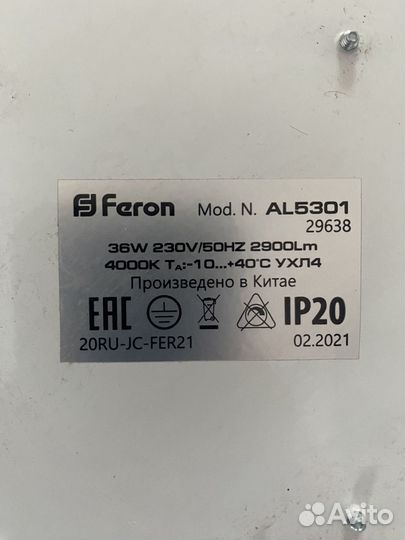 Feron Mod. N. AL5301
29638
36W 230V/50HZ 2900Lm
4000K TA:-10...+40°C УХЛ4
Произведено в Китае
EAC IP20
20RU-JC-FER21 02.2021
Avito